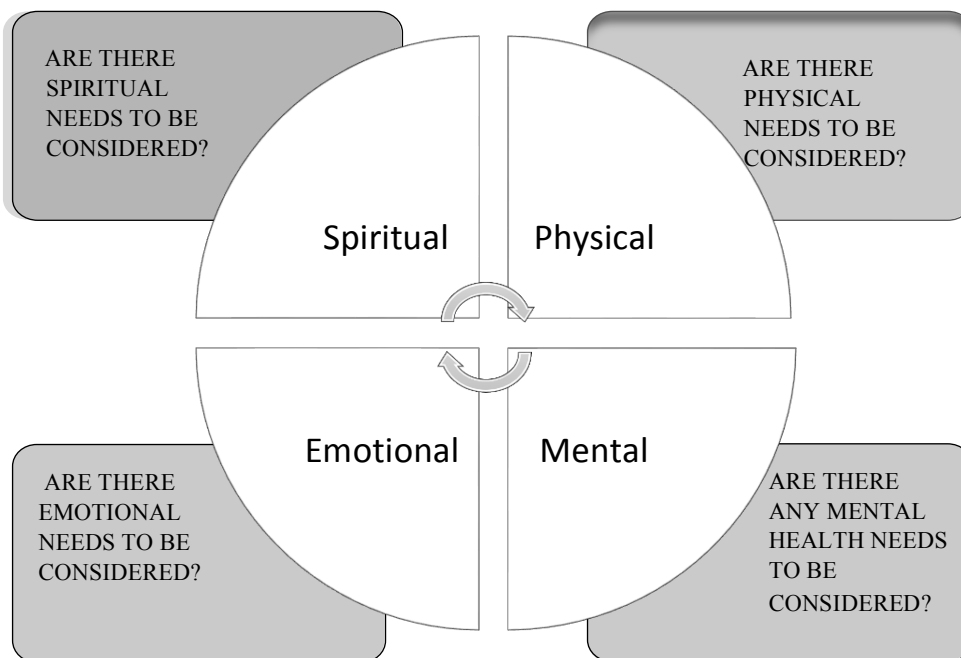 ARE THERE
SPIRITUAL
NEEDS TO BE
CONSIDERED?
ARE THERE
PHYSICAL
NEEDS TO BE
CONSIDERED?
Spiritual
Physical
Emotional
Mental
ARE THERE
EMOTIONAL
NEEDS TO BE
CONSIDERED?
ARE THERE
ANY MENTAL
HEALTH NEEDS
TO BE
CONSIDERED?